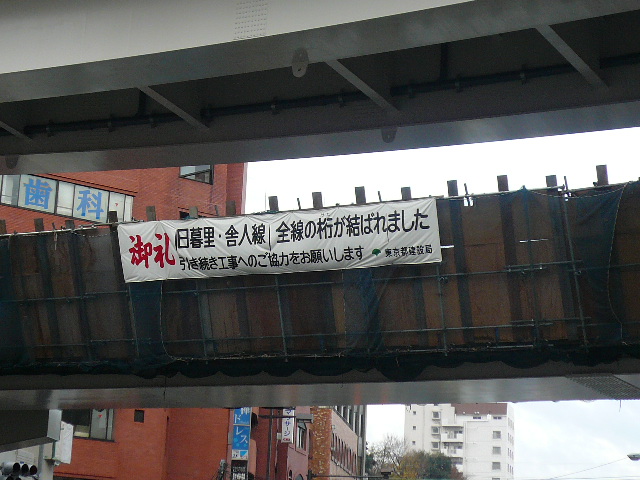 歯科
御礼
日暮里・舎人線 全線の桁が結ばれました
引き続き工事へのご協力をお願いします 東京都建設局